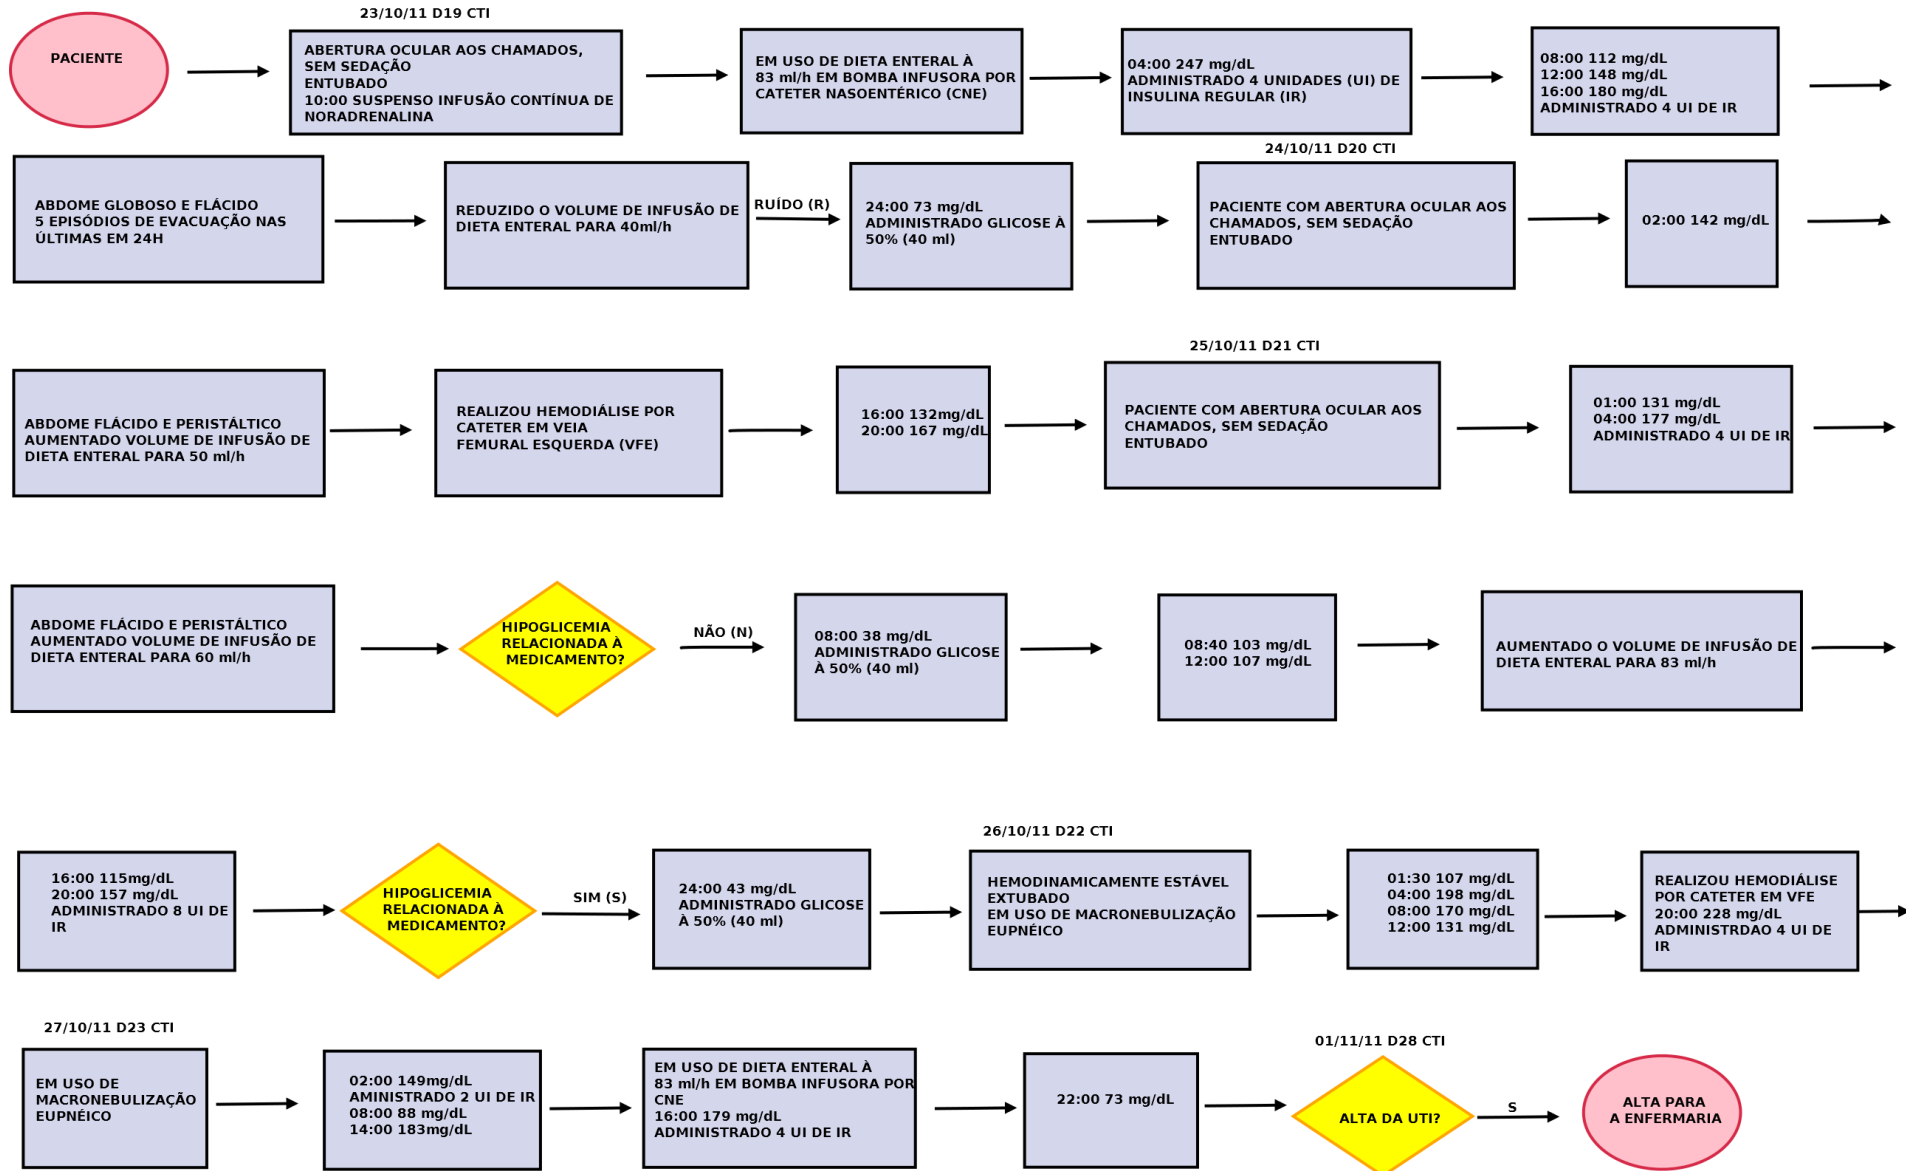 23/10/11 D19 CTI
PACIENTE
ABERTURA OCULAR AOS CHAMADOS,
SEM SEDAÇÃO
ENTUBADO
10:00 SUSPENSO INFUSÃO CONTÍNUA DE
NORADRENALINA
EM USO DE DIETA ENTERAL À
83 ml/h EM BOMBA INFUSORA POR
CATETER NASOENTÉRICO (CNE)
04:00 247 mg/dL
ADMINISTRADO 4 UNIDADES (UI) DE
INSULINA REGULAR (IR)
08:00 112 mg/dL
12:00 148 mg/dL
16:00 180 mg/dL
ADMINISTRADO 4 UI DE IR
ABDOME GLOBOSO E FLÁCIDO
5 EPISÓDIOS DE EVACUAÇÃO NAS
ÚLTIMAS EM 24H
REDUZIDO O VOLUME DE INFUSÃO DE
DIETA ENTERAL PARA 40ml/h
RUÍDO (R)
24:00 73 mg/dL
ADMINISTRADO GLICOSE À
50% (40 ml)
24/10/11 D20 CTI
PACIENTE COM ABERTURA OCULAR AOS
CHAMADOS, SEM SEDAÇÃO
ENTUBADO
02:00 142 mg/dL
ABDOME FLÁCIDO E PERISTÁLTICO
AUMENTADO VOLUME DE INFUSÃO DE
DIETA ENTERAL PARA 50 ml/h
REALIZOU HEMODIÁLISE POR
CATETER EM VEIA
FEMURAL ESQUERDA (VFE)
16:00 132mg/dL
20:00 167 mg/dL
25/10/11 D21 CTI
PACIENTE COM ABERTURA OCULAR AOS
CHAMADOS, SEM SEDAÇÃO
ENTUBADO
01:00 131 mg/dL
04:00 177 mg/dL
ADMINISTRADO 4 UI DE IR
ABDOME FLÁCIDO E PERISTÁLTICO
AUMENTADO VOLUME DE INFUSÃO DE
DIETA ENTERAL PARA 60 ml/h
HIPOGLICEMIA
RELACIONADA À
MEDICAMENTO?
NÃO (N)
08:00 38 mg/dL
ADMINISTRADO GLICOSE
À 50% (40 ml)
08:40 103 mg/dL
12:00 107 mg/dL
AUMENTADO O VOLUME DE INFUSÃO DE
DIETA ENTERAL PARA 83 ml/h
16:00 115mg/dL
20:00 157 mg/dL
ADMINISTRADO 8 UI DE
IR
HIPOGLICEMIA
RELACIONADA À
MEDICAMENTO?
SIM (S)
24:00 43 mg/dL
ADMINISTRADO GLICOSE
À 50% (40 ml)
26/10/11 D22 CTI
HEMODINAMICAMENTE ESTÁVEL
EXTUBADO
EM USO DE MACRONEBULIZAÇÃO
EUPNÉICO
01:30 107 mg/dL
04:00 198 mg/dL
08:00 170 mg/dL
12:00 131 mg/dL
REALIZOU HEMODIÁLISE
POR CATETER EM VFE
20:00 228 mg/dL
ADMINISTRDAO 4 UI DE
IR
27/10/11 D23 CTI
EM USO DE
MACRONEBULIZAÇÃO
EUPNÉICO
02:00 149mg/dL
AMINISTRADO 2 UI DE IR
08:00 88 mg/dL
14:00 183mg/dL
EM USO DE DIETA ENTERAL À
83 ml/h EM BOMBA INFUSORA POR
CNE
16:00 179 mg/dL
ADMINISTRADO 4 UI DE IR
22:00 73 mg/dL
01/11/11 D28 CTI
ALTA DA UTI?
S
ALTA PARA
A ENFERMARIA